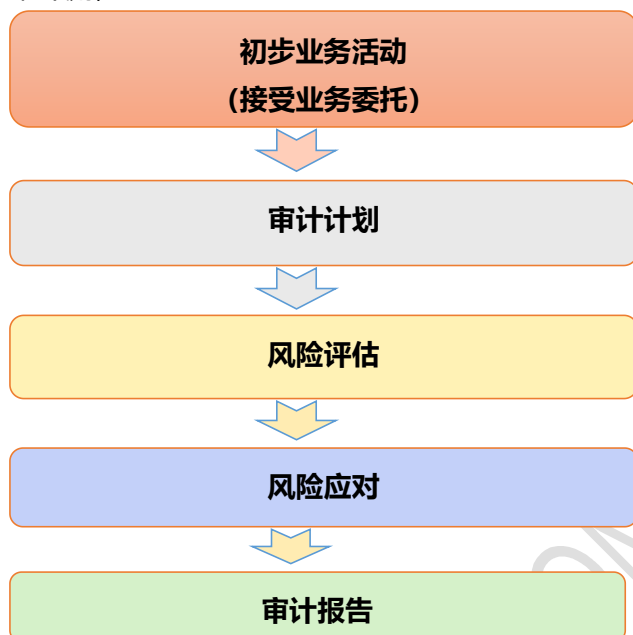 初步业务活动
（接受业务委托）
审计计划
风险评估
风险应对
审计报告